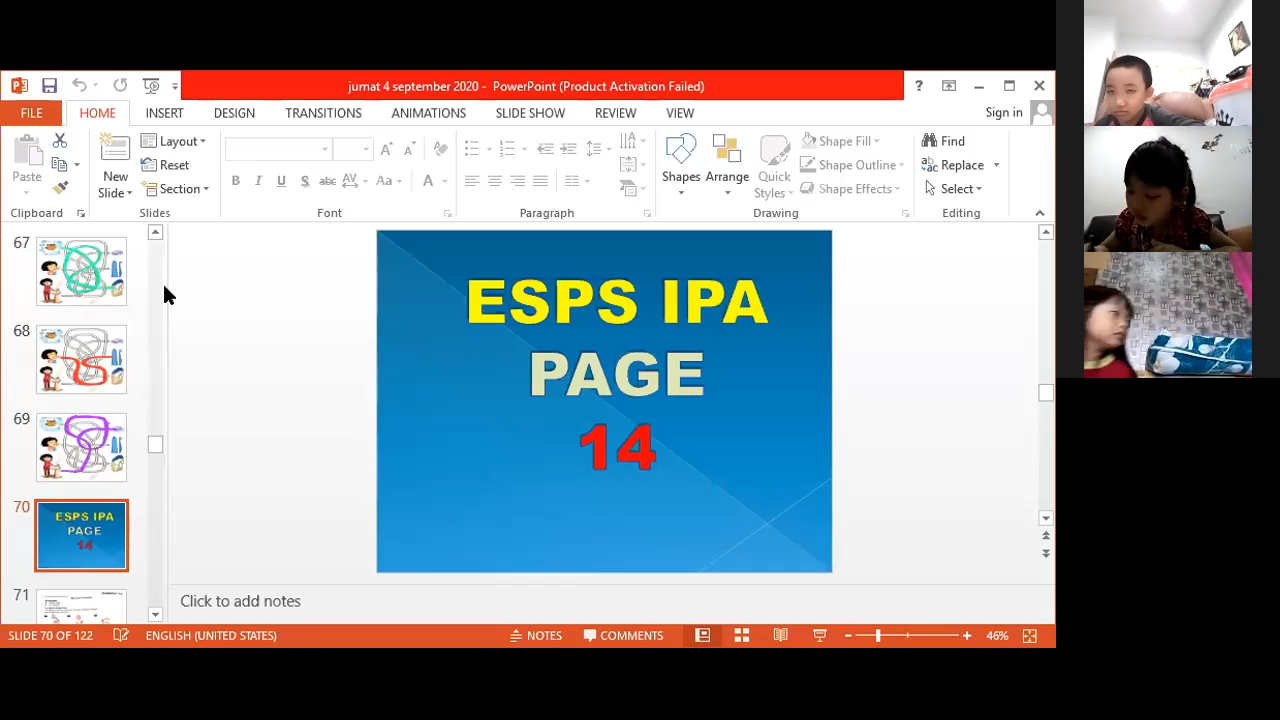 jumat 4 september 2020 - PowerPoint (Product Activation Failed)
FILE HOME INSERT DESIGN TRANSITIONS ANIMATIONS SLIDE SHOW REVIEW VIEW Sign in
Paste
New Slide
Layout
Reset
Section
B I U S abc AV Aa A
Shapes
Arrange
Quick Styles
Shape Fill
Shape Outline
Shape Effects
Find
Replace
Select
Clipboard Slides Font Paragraph Drawing Editing
67
68
69
70
ESPS IPA
PAGE
14
71
ESPS IPA
PAGE
14
Click to add notes
SLIDE 70 OF 122 ENGLISH (UNITED STATES) NOTES COMMENTS 46%